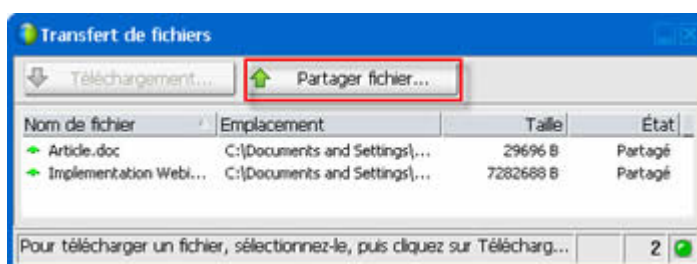 Transfert de fichiers
Téléchargement... Partager fichier...
Nom de fichier Emplacement Taille État
Article.doc C:\Documents and Settings\... 29696 B Partagé
Implementation Webi... C:\Documents and Settings\... 7282688 B Partagé
Pour télécharger un fichier, sélectionnez-le, puis cliquez sur Télécharg... 2